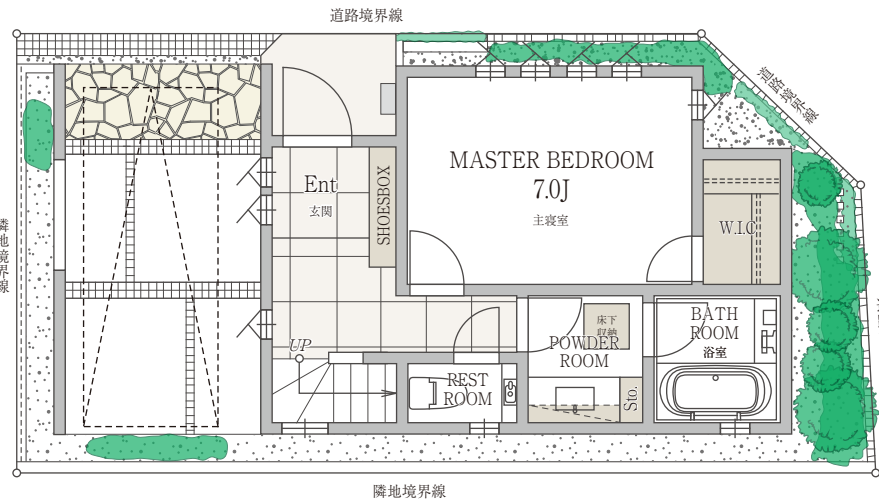 道路境界線
道路境界線
MASTER BEDROOM
7.0J
主寝室
Ent
玄関
SHOESBOX
W.I.C
隣地境界線
UP
REST
ROOM
床下
収納
POWDER
ROOM
Sto.
BATH
ROOM
浴室
隣地境界線